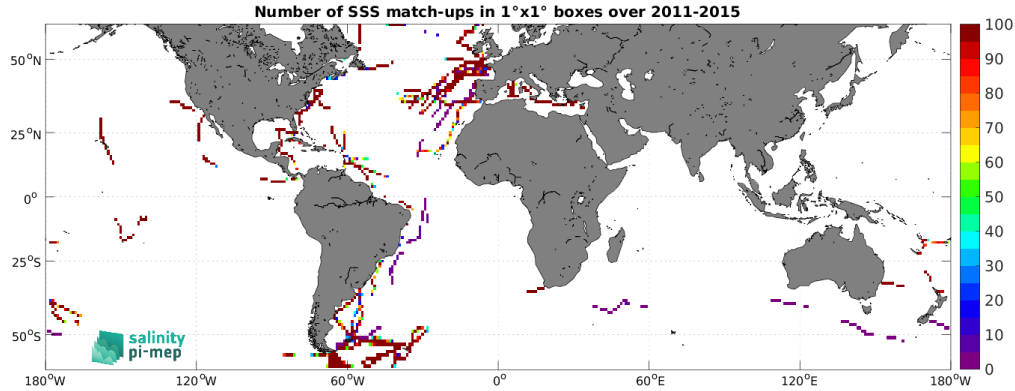 Number of SSS match-ups in 1°x1° boxes over 2011-2015
50°N
25°N
0°
25°S
50°S
180°W 120°W 60°W 0° 60°E 120°E 180°W
100
90
80
70
60
50
40
30
20
10
0
salinity
pi-mep